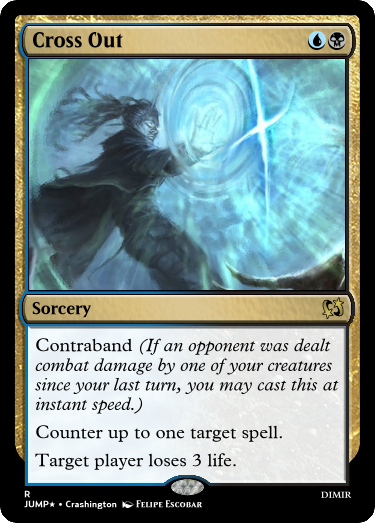 Cross Out
Sorcery
Contraband (If an opponent was dealt
combat damage by one of your creatures
since your last turn, you may cast this at
instant speed.)
Counter up to one target spell.
Target player loses 3 life.
R
DIMIR
JUMP★ • Crashington Felipe Escobar